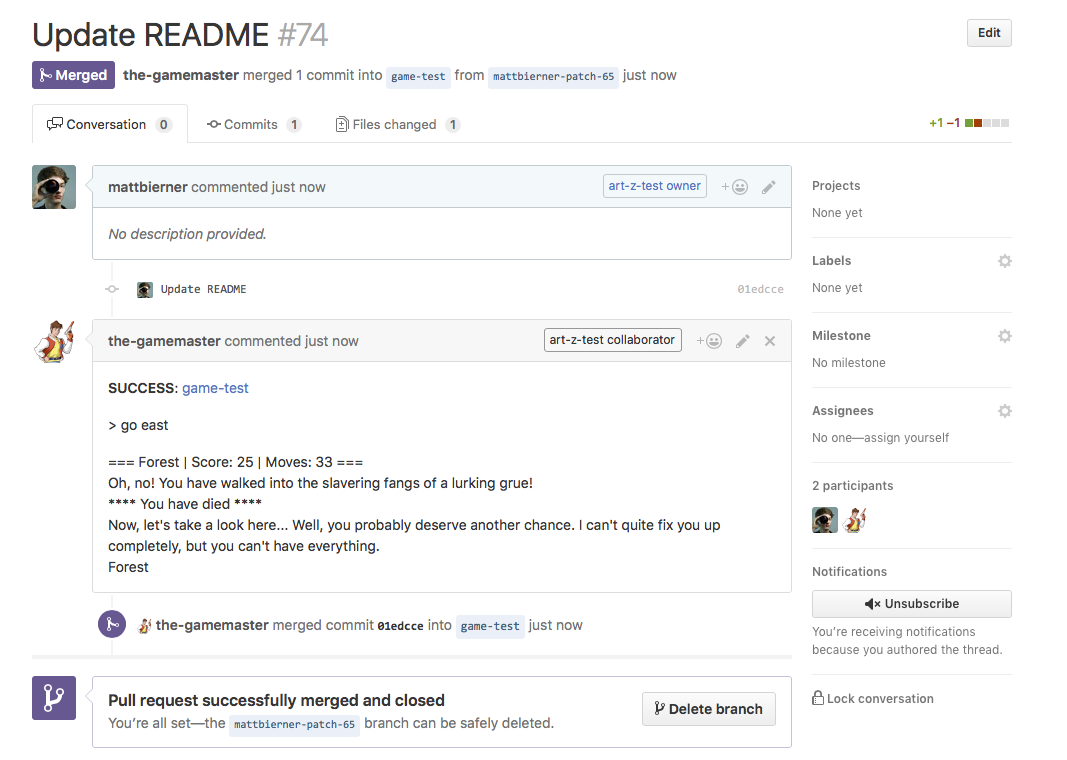 Update README #74
Edit
Merged the-gamemaster merged 1 commit into game-test from mattbierner-patch-65 just now
Conversation 0 Commits 1 Files changed 1 +1 −1
mattbierner commented just now art-z-test owner +
No description provided.
Update README 01edcce
the-gamemaster commented just now art-z-test collaborator +
SUCCESS: game-test
> go east
=== Forest | Score: 25 | Moves: 33 ===
Oh, no! You have walked into the slavering fangs of a lurking grue!
**** You have died ****
Now, let's take a look here... Well, you probably deserve another chance. I can't quite fix you up
completely, but you can't have everything.
Forest
the-gamemaster merged commit 01edcce into game-test just now
Pull request successfully merged and closed
You're all set—the mattbierner-patch-65 branch can be safely deleted.
Delete branch
Projects
None yet
Labels
None yet
Milestone
No milestone
Assignees
No one—assign yourself
2 participants
Notifications
Unsubscribe
You're receiving notifications
because you authored the thread.
Lock conversation